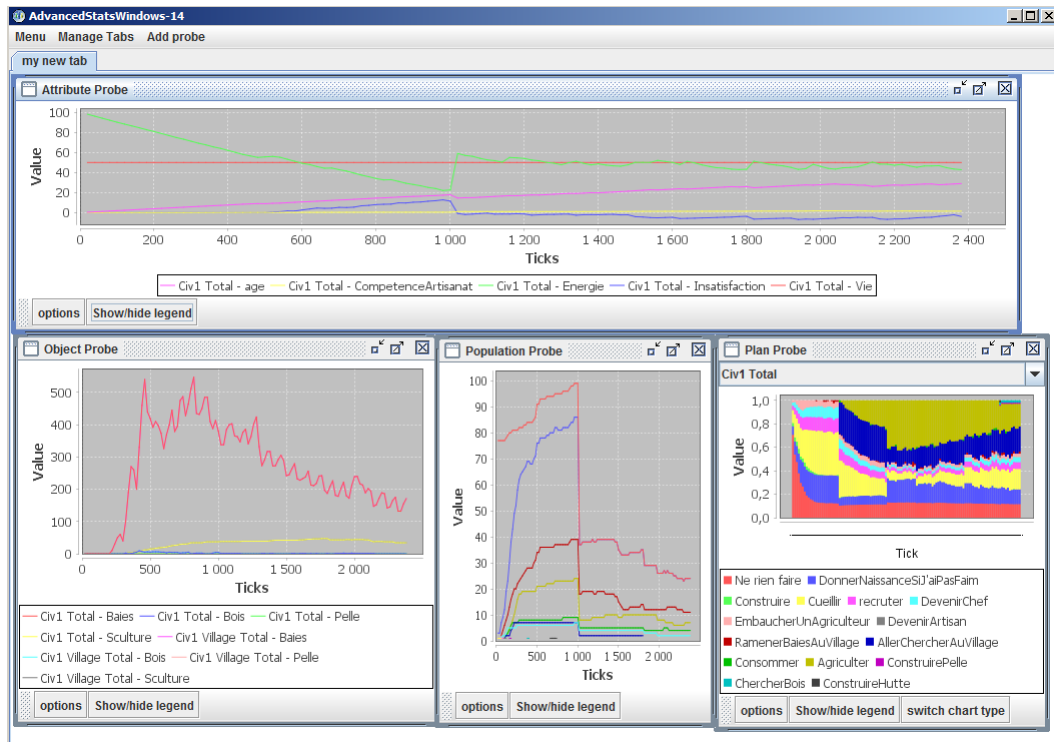 AdvancedStatsWindows-14
Menu Manage Tabs Add probe
my new tab
Attribute Probe
100
80
60
40
20
0
Value
0 200 400 600 800 1 000 1 200 1 400 1 600 1 800 2 000 2 200 2 400
Ticks
Civ1 Total - age Civ1 Total - CompetenceArtisanat Civ1 Total - Energie Civ1 Total - Insatisfaction Civ1 Total - Vie
options Show/hide legend
Object Probe
500
400
300
200
100
0
Value
0 500 1 000 1 500 2 000
Ticks
Civ1 Total - Baies Civ1 Total - Bois Civ1 Total - Pelle
Civ1 Total - Sculture Civ1 Village Total - Baies
Civ1 Village Total - Bois Civ1 Village Total - Pelle
Civ1 Village Total - Sculture
options Show/hide legend
Population Probe
100
90
80
70
60
50
40
30
20
10
0
Value
0 500 1 000 1 500 2 000
Ticks
options Show/hide legend
Plan Probe
Civ1 Total
1,0
0,8
0,6
0,4
0,2
0,0
Value
Tick
Ne rien faire DonnerNaissanceSiJ'aiPasFaim
Construire Cueillir recruter DevenirChef
EmbaucherUnAgriculteur DevenirArtisan
RamenerBaiesAuVillage AllerChercherAuVillage
Consommer Agriculter ConstruirePelle
ChercherBois ConstruireHutte
options Show/hide legend switch chart type